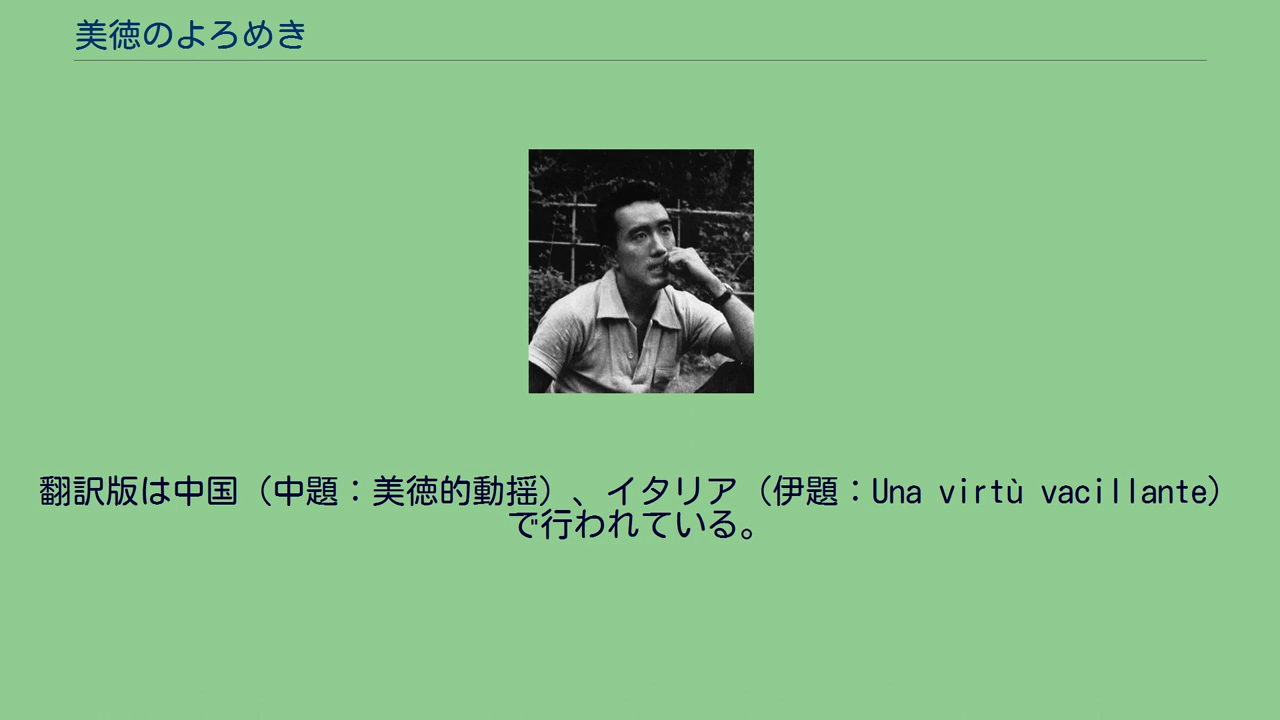 美徳のよろめき
翻訳版は中国（中題：美徳的動揺）、イタリア（伊題：Una virtù vacillante）
で行われている。